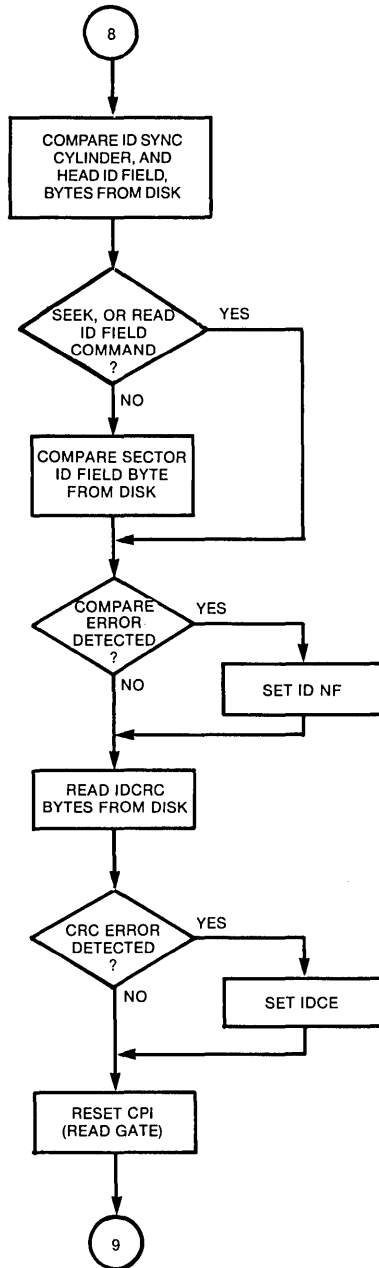 8
COMPARE ID SYNC
CYLINDER, AND
HEAD ID FIELD,
BYTES FROM DISK
SEEK, OR READ
ID FIELD
COMMAND
?
YES
NO
COMPARE SECTOR
ID FIELD BYTE
FROM DISK
COMPARE
ERROR
DETECTED
?
YES
NO
SET ID NF
READ IDCRC
BYTES FROM DISK
CRC ERROR
DETECTED
?
YES
NO
SET IDCE
RESET CPI
(READ GATE)
9